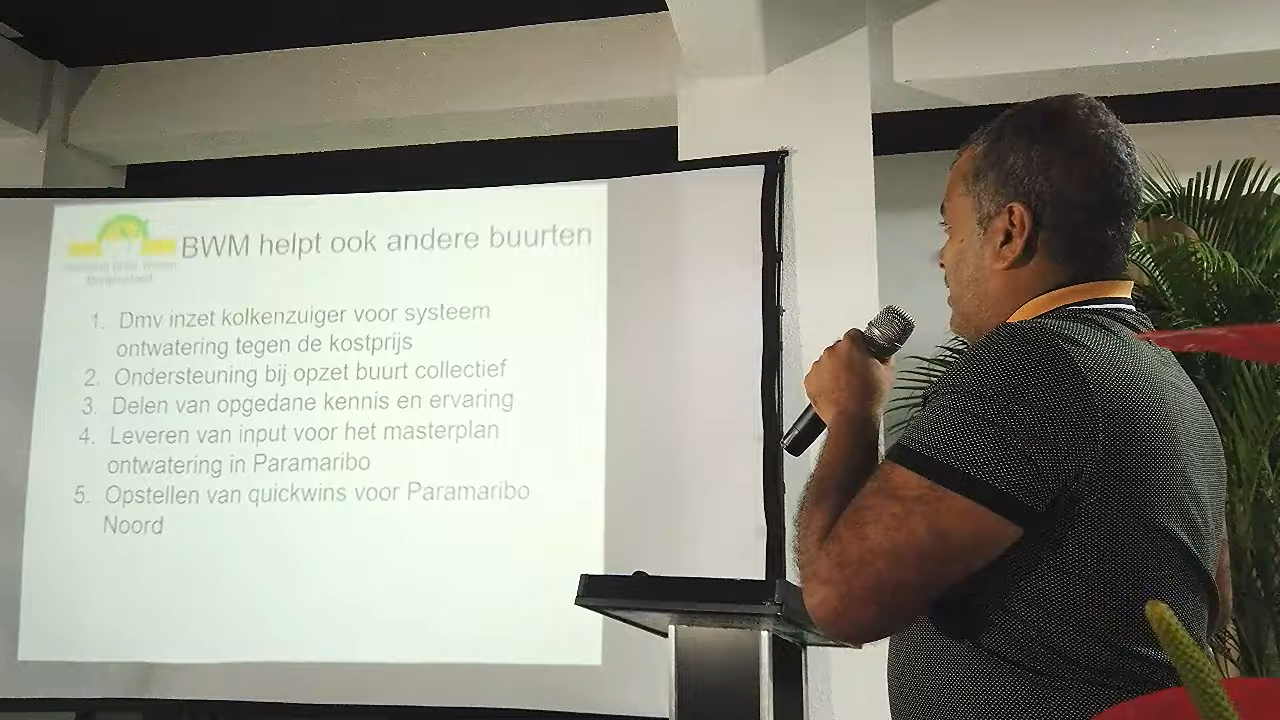 BWM helpt ook andere buurten
1. Dmv inzet kolkenzuiger voor systeem
ontwatering tegen de kostprijs
2. Ondersteuning bij opzet buurt collectief
3. Delen van opgedane kennis en ervaring
4. Leveren van input voor het masterplan
ontwatering in Paramaribo
5. Opstellen van quickwins voor Paramaribo
Noord